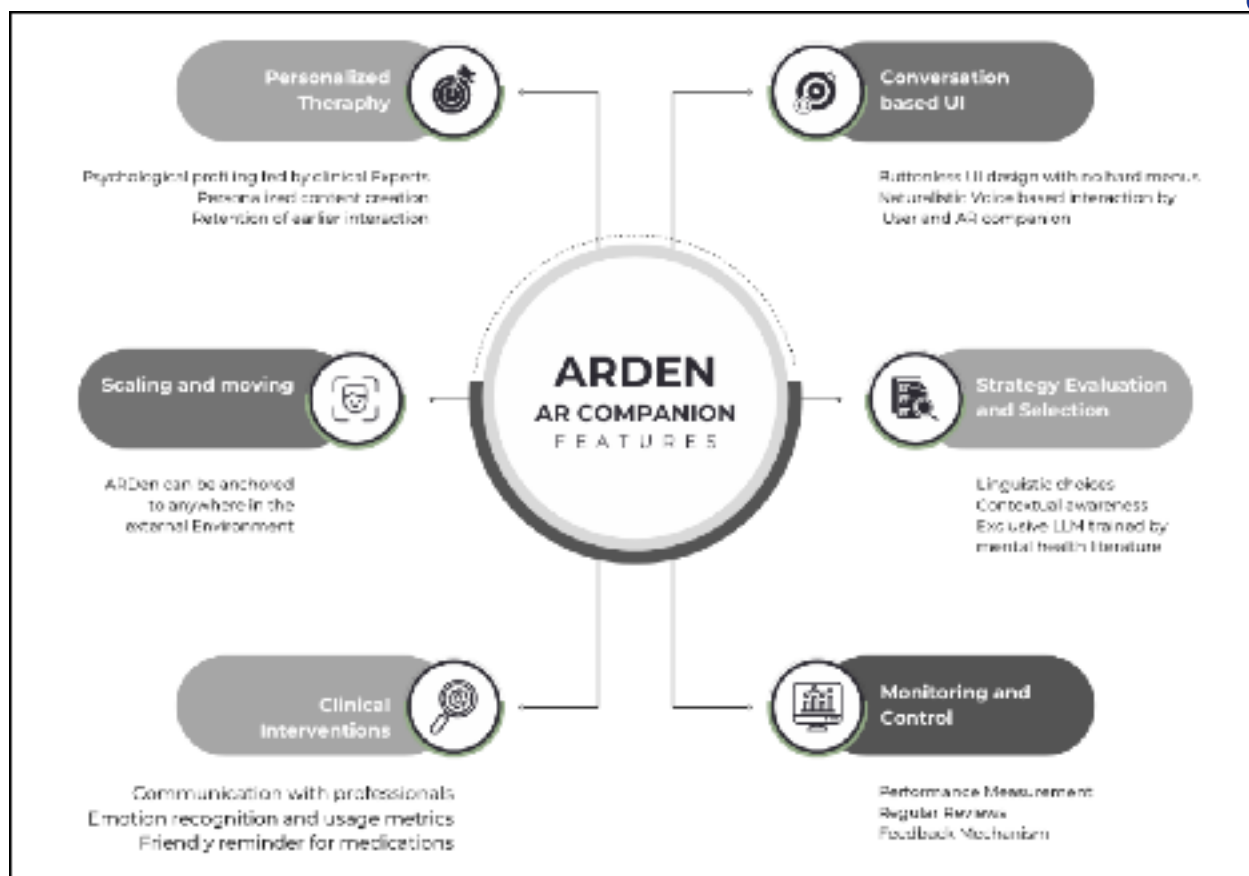 Personalized
Theraphy
Psychological profiling fed by clinical Experts
Personalized content creation
Retention of earlier interaction
Conversation
based UI
Buttonless UI design with no hard menus
Naturalistic Voice based interaction by
User and AR companion
ARDEN
AR COMPANION
FEATURES
Scaling and moving
ARDen can be anchored
to anywhere in the
external Environment
Strategy Evaluation
and Selection
Linguistic choices
Contextual awareness
Exclusive LLM trained by
mental health literature
Clinical
Interventions
Communication with professionals
Emotion recognition and usage metrics
Friendly reminder for medications
Monitoring and
Control
Performance Measurement
Regular Reviews
Feedback Mechanism